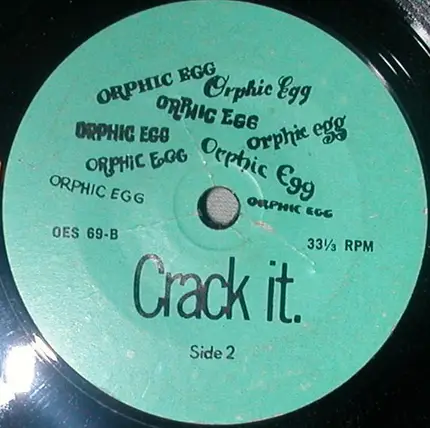 ORPHIC EGG Orphic Egg
ORPHIC EGG
ORPHIC EGG orphic egg
ORPHIC EGG Orphic Egg
ORPHIC EGG ORPHIC EGG
OES 69-B 33⅓ RPM
Crack it.
Side 2